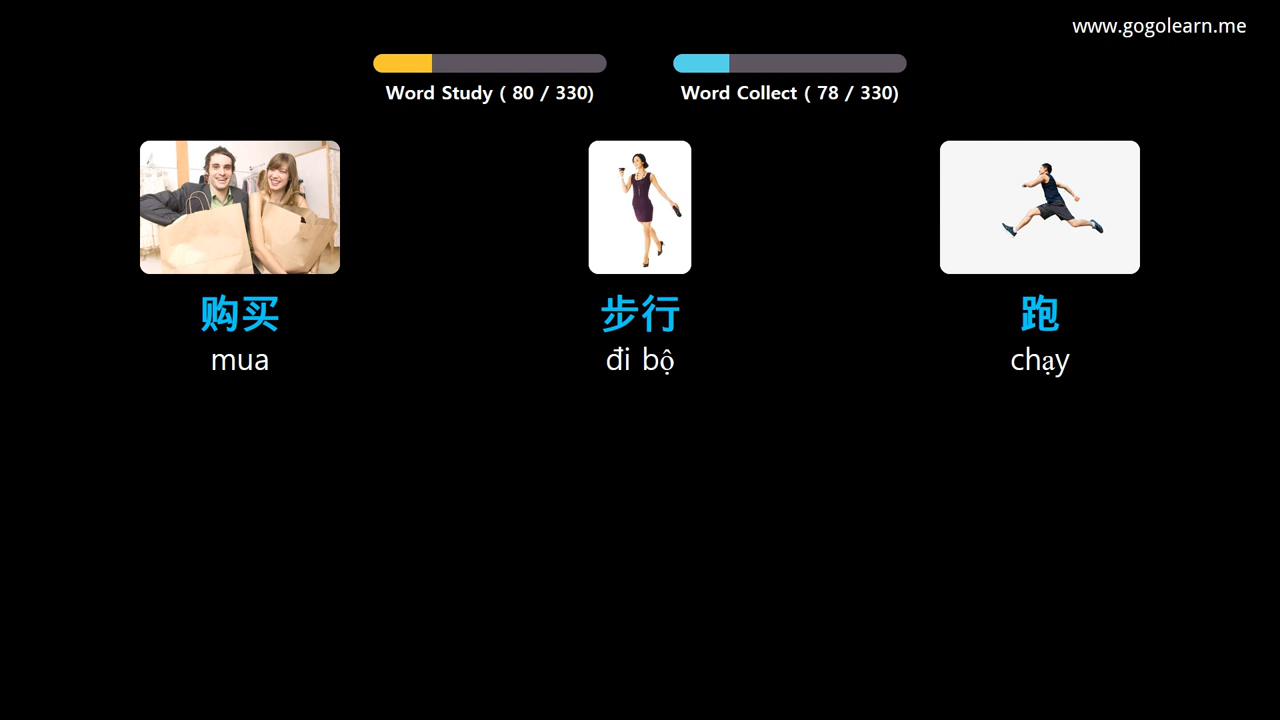 www.gogolearn.me
Word Study ( 80 / 330)
Word Collect ( 78 / 330)
购买
mua
步行
đi bộ
跑
chạy